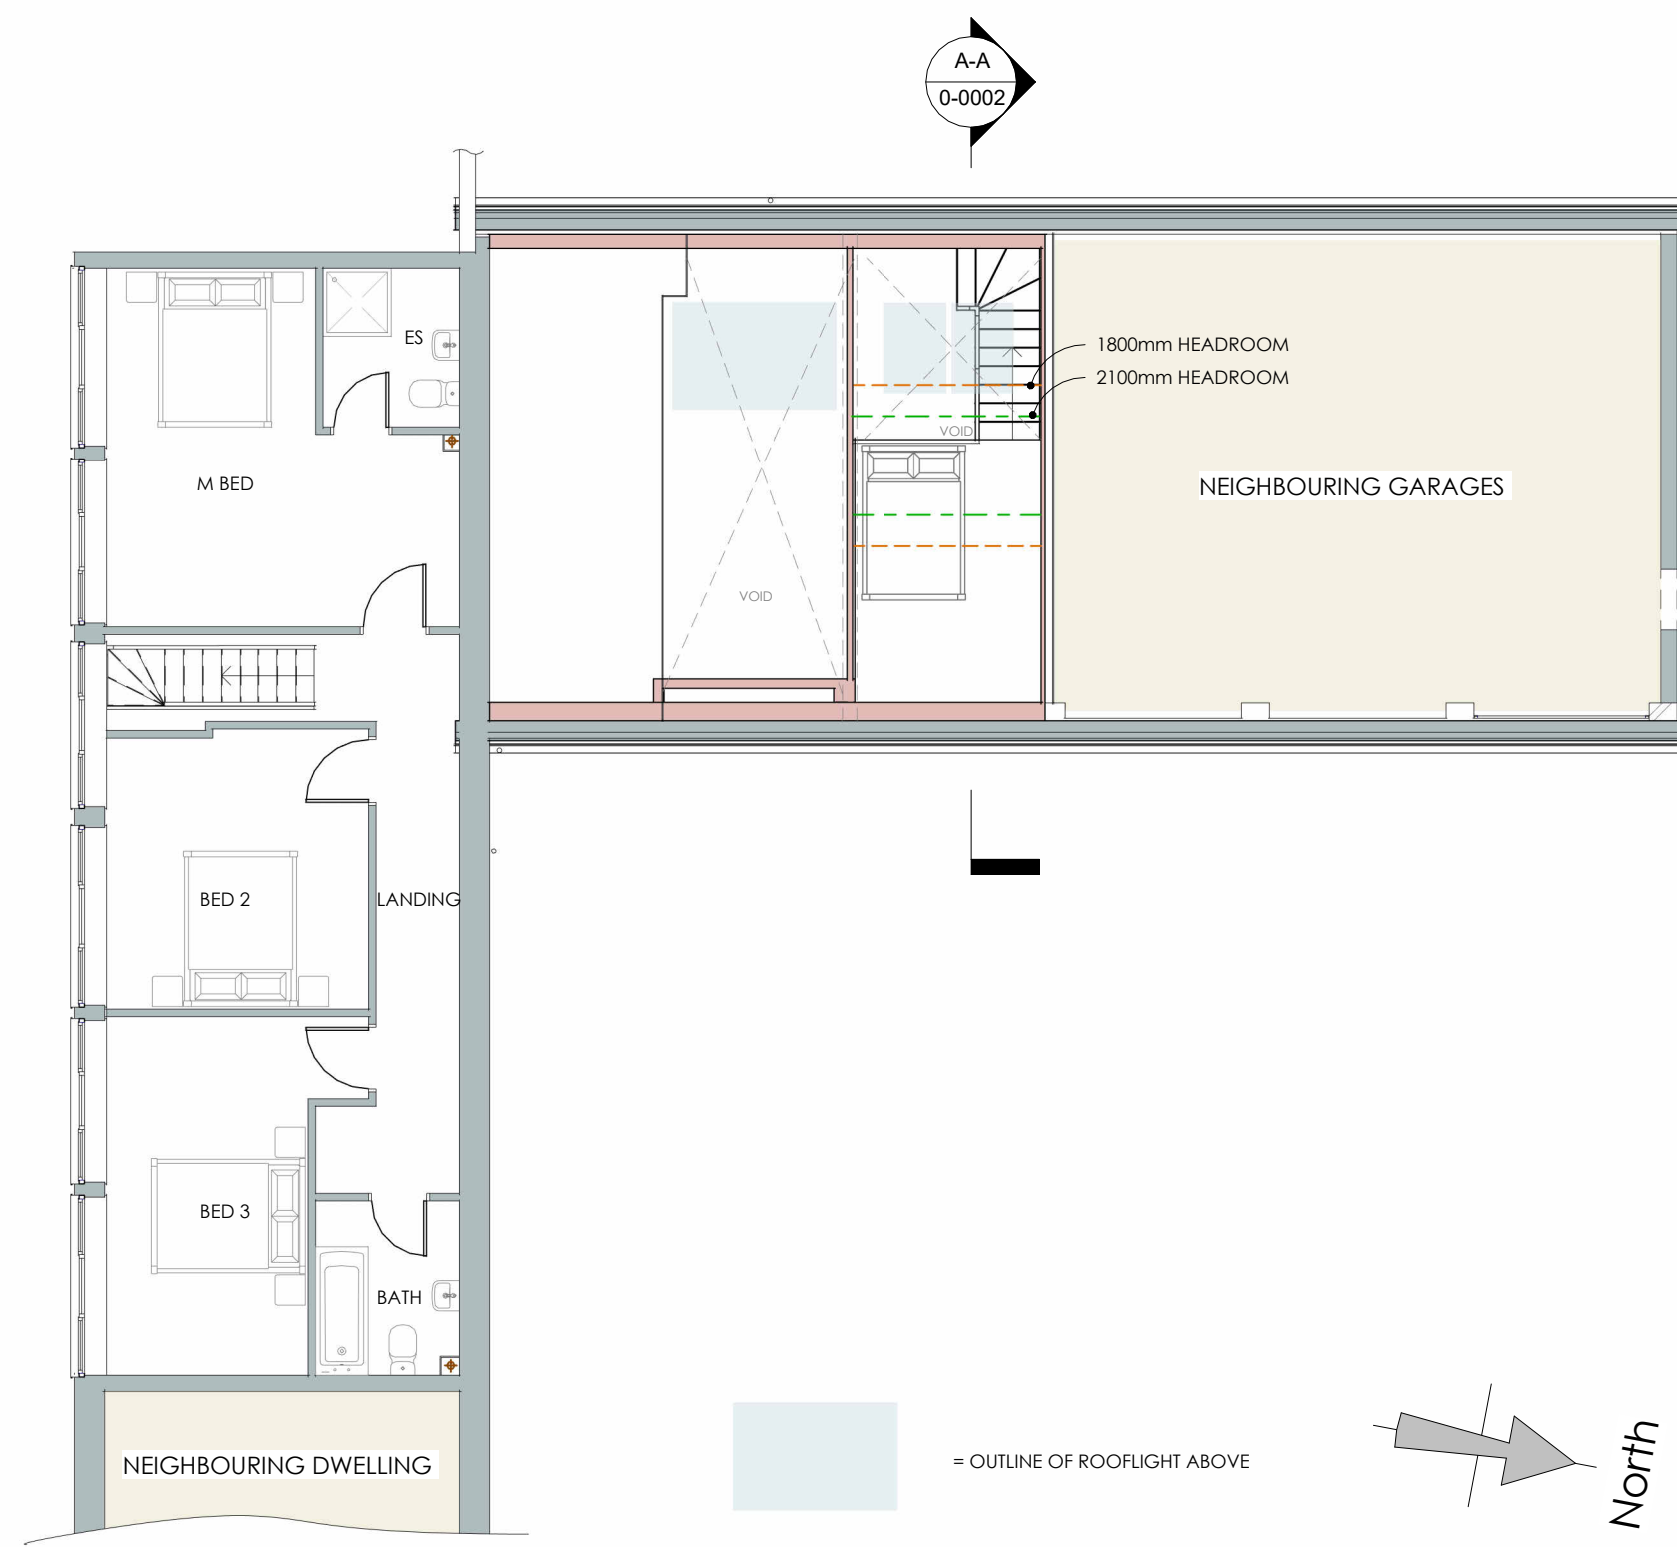 A-A
0-0002
ES
1800mm HEADROOM
2100mm HEADROOM
VOID
M BED
NEIGHBOURING GARAGES
VOID
BED 2
LANDING
BED 3
BATH
NEIGHBOURING DWELLING
= OUTLINE OF ROOFLIGHT ABOVE
North